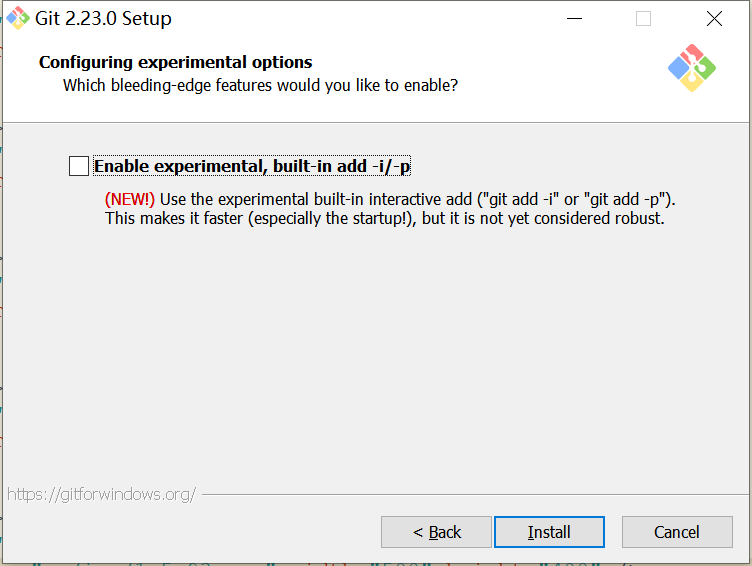 Git 2.23.0 Setup
Configuring experimental options
Which bleeding-edge features would you like to enable?
Enable experimental, built-in add -i/-p
(NEW!) Use the experimental built-in interactive add ("git add -i" or "git add -p").
This makes it faster (especially the startup!), but it is not yet considered robust.
https://gitforwindows.org/
< Back
Install
Cancel